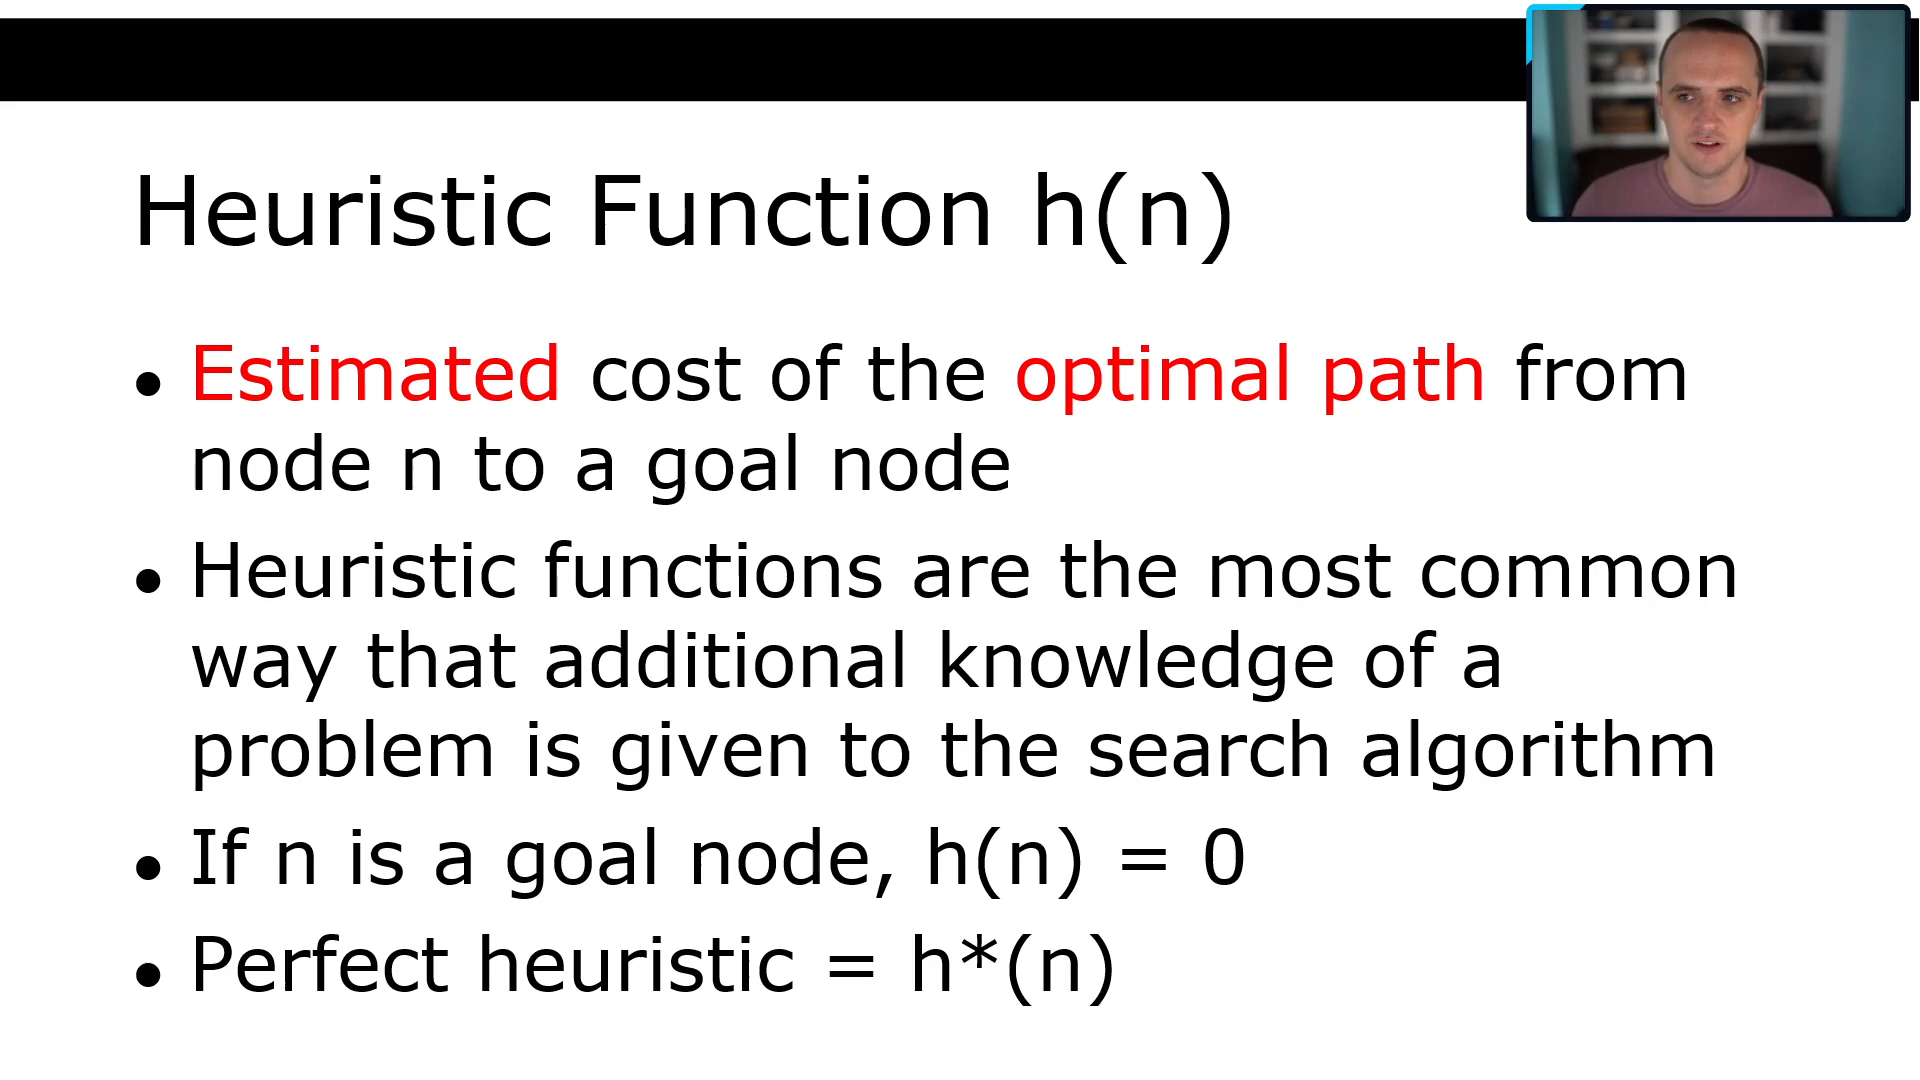 Heuristic Function h(n)
• Estimated cost of the optimal path from
node n to a goal node
• Heuristic functions are the most common
way that additional knowledge of a
problem is given to the search algorithm
• If n is a goal node, h(n) = 0
• Perfect heuristic = h*(n)